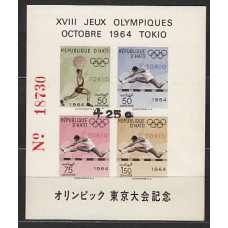 XVIII JEUX OLYMPIQUES
OCTOBRE 1964 TOKIO
Nº 18730
REPUBLIQUE D'HAITI
TOKIO
50
1964
REPUBLIQUE D'HAITI
TOKIO
50
1964
+25c
REPUBLIQUE D'HAITI
TOKIO
75
1964
REPUBLIQUE D'HAITI
TOKIO
1.50
1964
オリンピック 東京大会記念